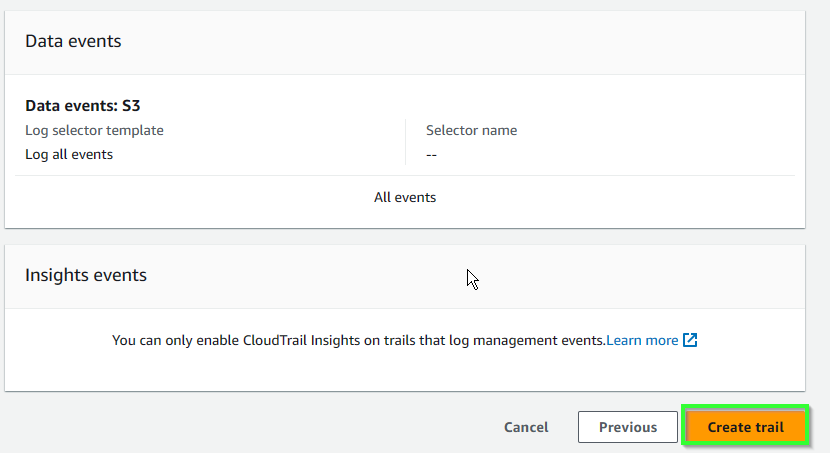 Data events
Data events: S3
Log selector template
Selector name
Log all events
--
All events
Insights events
You can only enable CloudTrail Insights on trails that log management events.Learn more
Cancel
Previous
Create trail